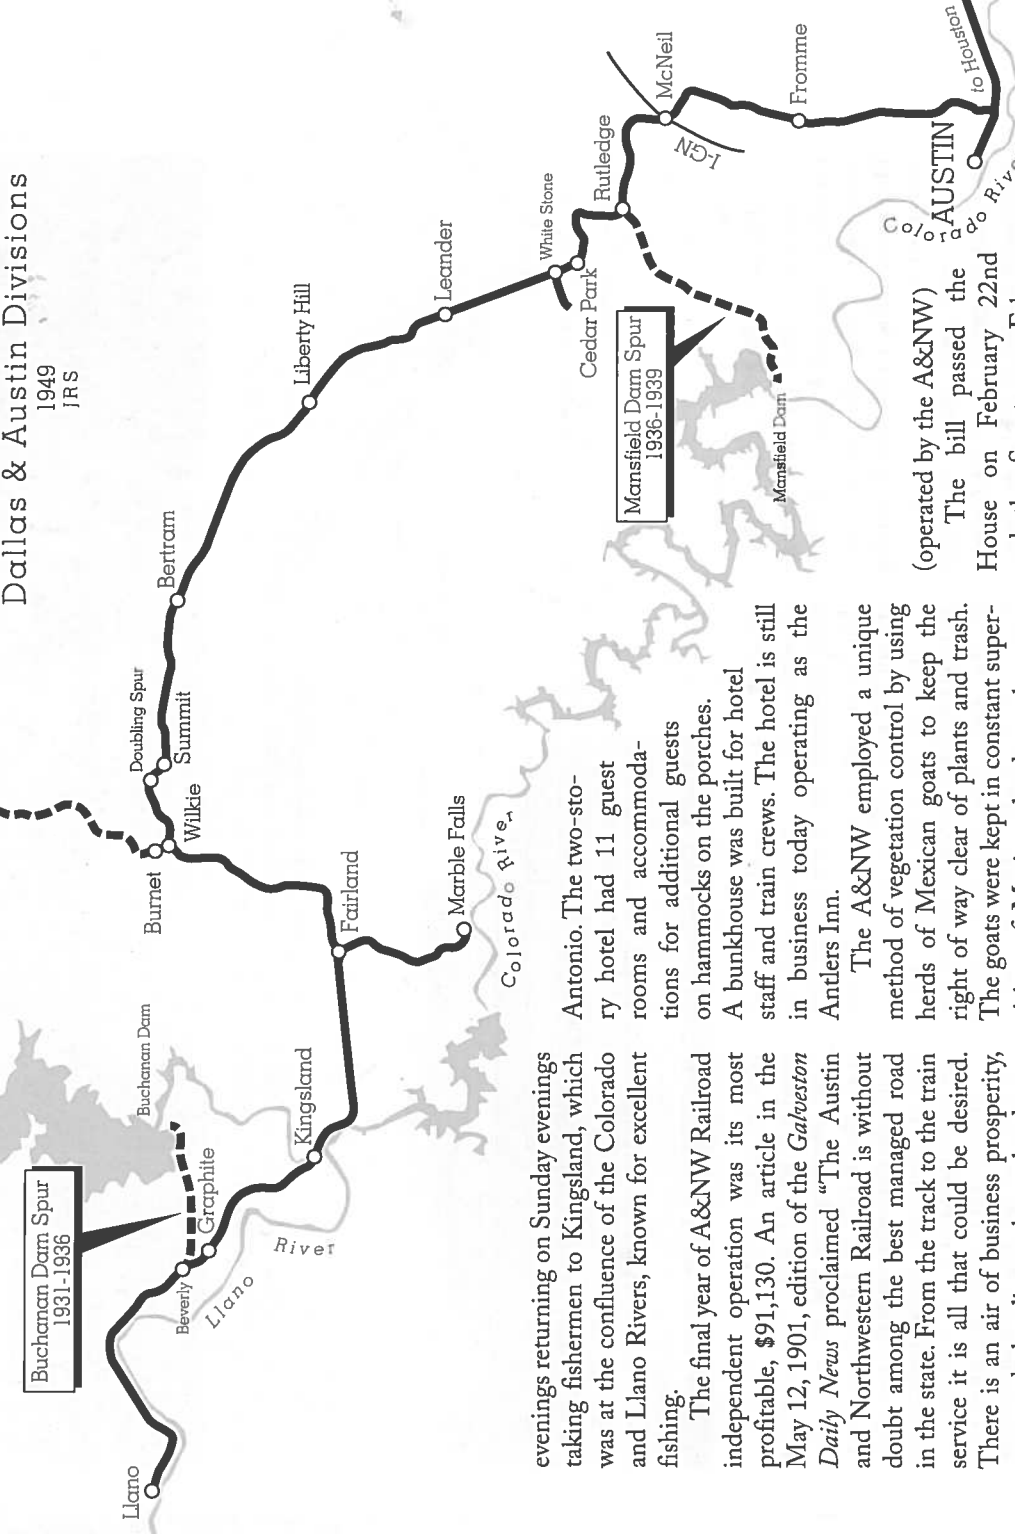 Dallas & Austin Divisions
1949
JRS
Buchanan Dam Spur
1931-1936
Buchanan Dam
Llano
Beverly
Graphite
Llano
River
Kingsland
Fairland
Marble Falls
Colorado River
Burnet
Wilkie
Doubling Spur
Summit
Bertram
Liberty Hill
Leander
White Stone
Cedar Park
Rutledge
Mansfield Dam Spur
1936-1939
Mansfield Dam
McNeil
I-GN
Fromme
AUSTIN
to Houston
Colorado River
evenings returning on Sunday evenings
taking fishermen to Kingsland, which
was at the confluence of the Colorado
and Llano Rivers, known for excellent
fishing.
The final year of A&NW Railroad
independent operation was its most
profitable, $91,130. An article in the
May 12, 1901, edition of the Galveston
Daily News proclaimed "The Austin
and Northwestern Railroad is without
doubt among the best managed road
in the state. From the track to the train
service it is all that could be desired.
There is an air of business prosperity,
Antonio. The two-sto-
ry hotel had 11 guest
rooms and accommoda-
tions for additional guests
on hammocks on the porches.
A bunkhouse was built for hotel
staff and train crews. The hotel is still
in business today operating as the
Antlers Inn.
The A&NW employed a unique
method of vegetation control by using
herds of Mexican goats to keep the
right of way clear of plants and trash.
The goats were kept in constant super-
(operated by the A&NW)
The bill passed the
House on February 22nd